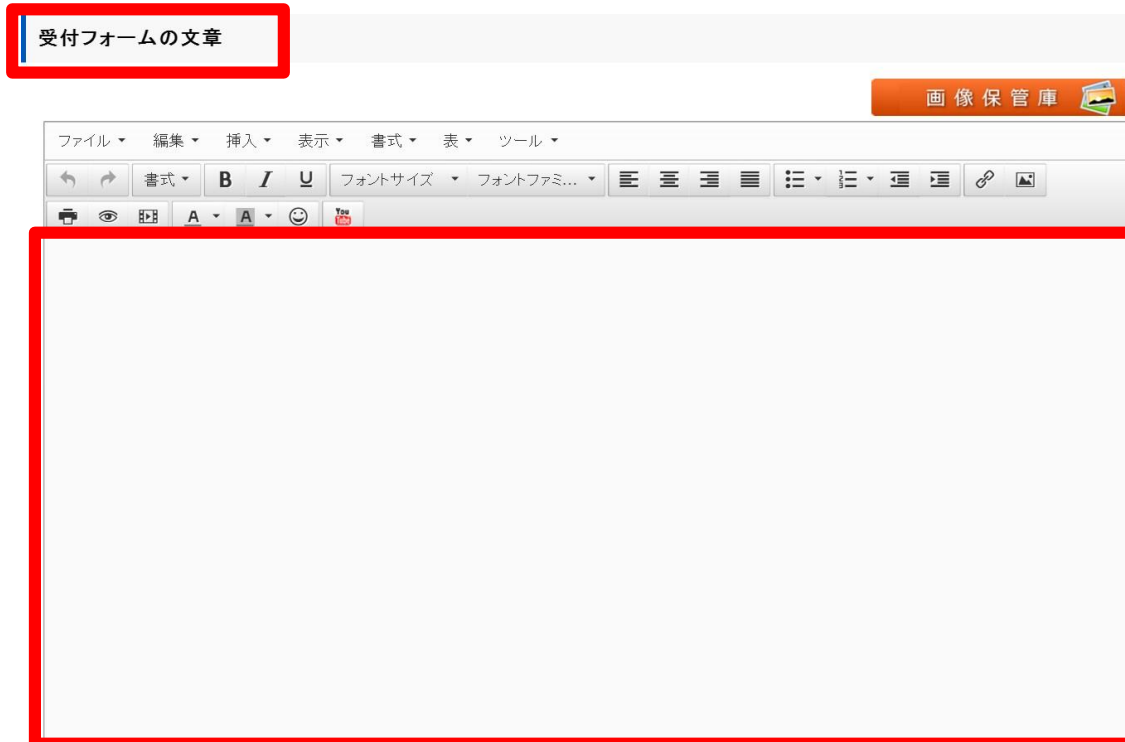 受付フォームの文章
画像保管庫
ファイル 編集 挿入 表示 書式 表 ツール
書式 B I U フォントサイズ フォントファミ...
A A You Tube